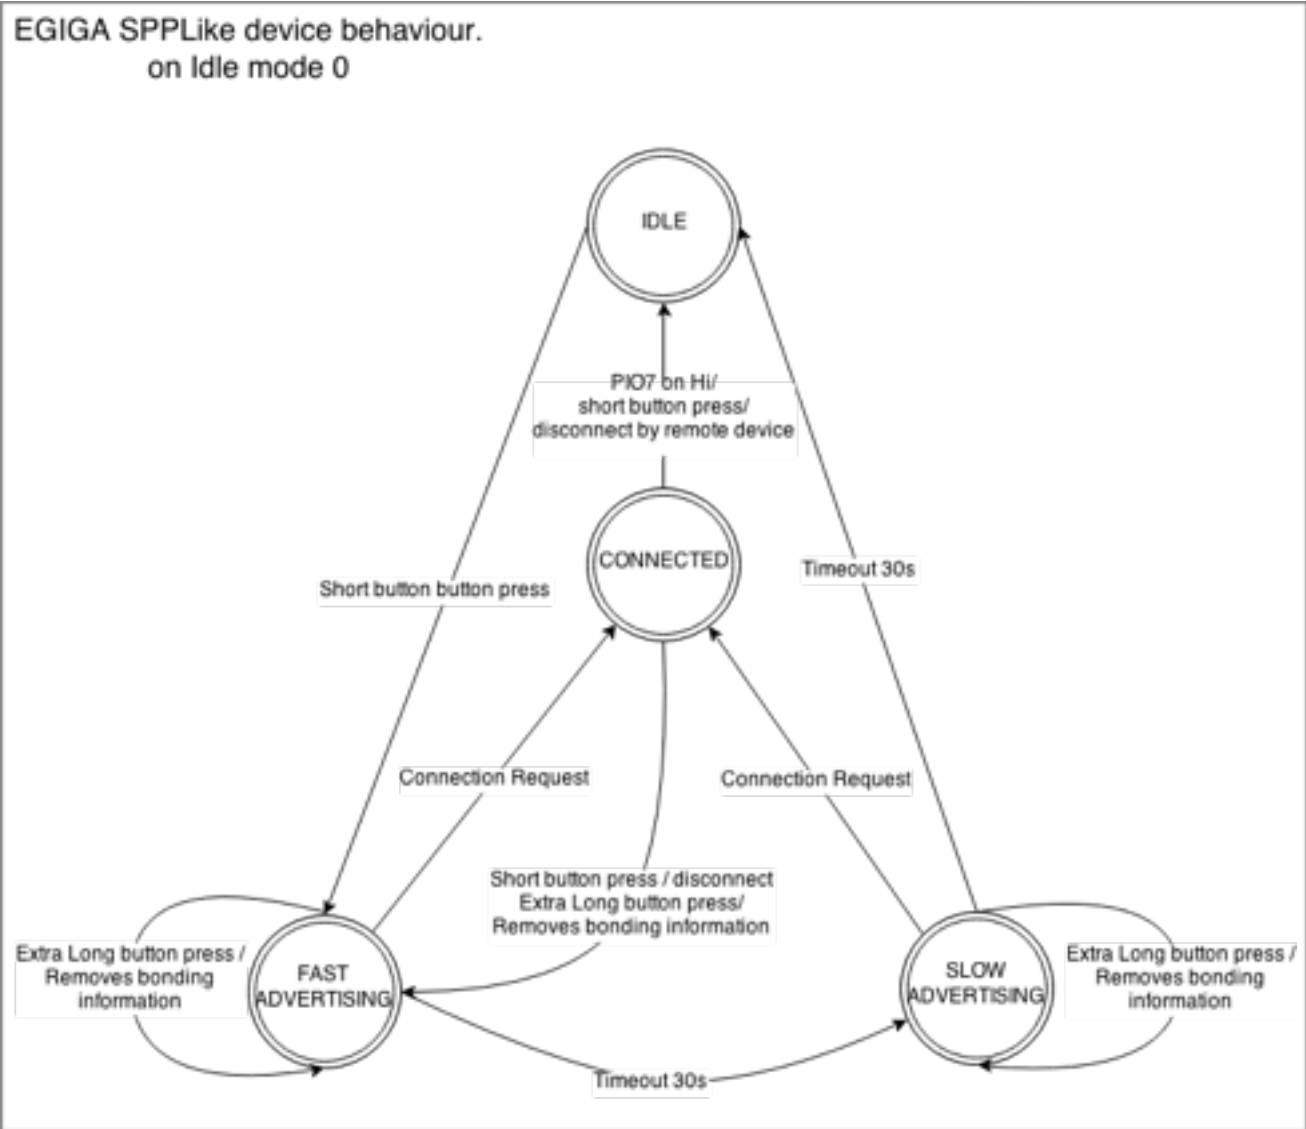 EGIGA SPPLike device behaviour.
on Idle mode 0
IDLE
PIO7 on Hi/
short button press/
disconnect by remote device
CONNECTED
Timeout 30s
Short button button press
Connection Request
Connection Request
Short button press / disconnect
Extra Long button press/
Removes bonding information
Extra Long button press /
Removes bonding
information
FAST
ADVERTISING
SLOW
ADVERTISING
Extra Long button press /
Removes bonding
information
Timeout 30s